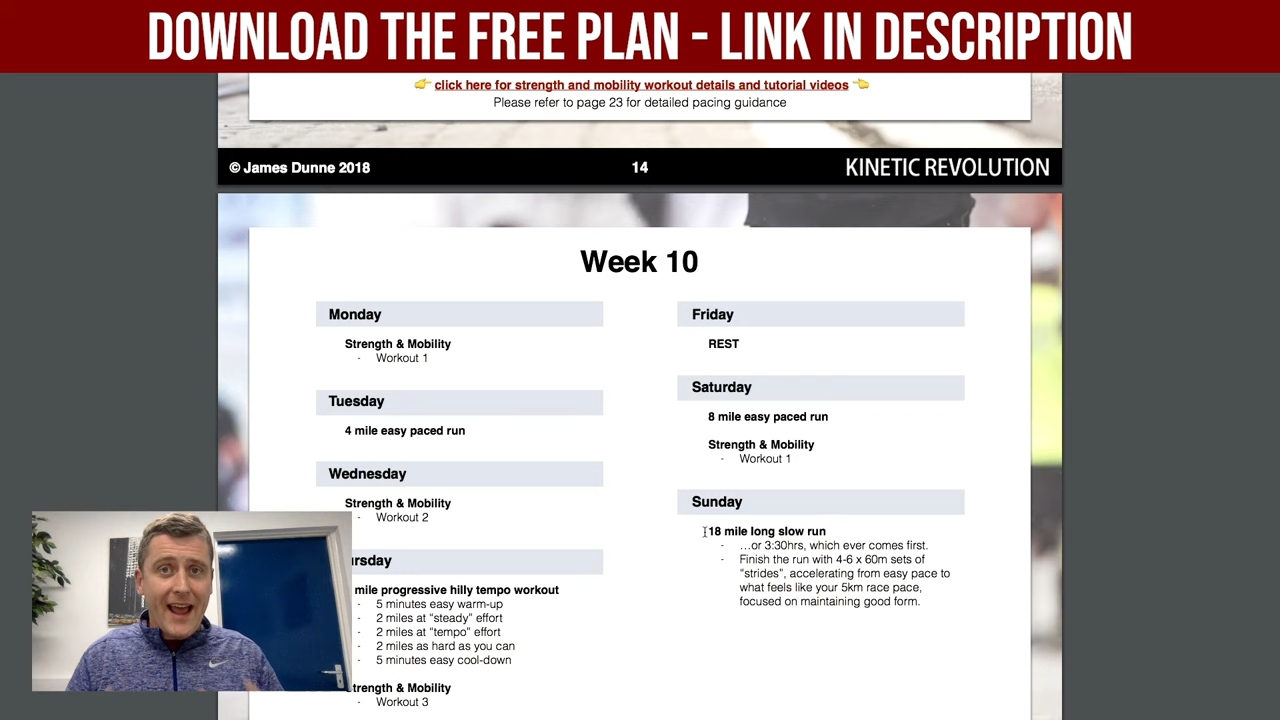 DOWNLOAD THE FREE PLAN - LINK IN DESCRIPTION
👉 click here for strength and mobility workout details and tutorial videos 👈
Please refer to page 23 for detailed pacing guidance
© James Dunne 2018
14
KINETIC REVOLUTION
Week 10
Monday
Strength & Mobility
- Workout 1
Tuesday
4 mile easy paced run
Wednesday
Strength & Mobility
- Workout 2
ursday
mile progressive hilly tempo workout
- 5 minutes easy warm-up
- 2 miles at “steady” effort
- 2 miles at “tempo” effort
- 2 miles as hard as you can
- 5 minutes easy cool-down
trength & Mobility
- Workout 3
Friday
REST
Saturday
8 mile easy paced run
Strength & Mobility
- Workout 1
Sunday
18 mile long slow run
- …or 3:30hrs, which ever comes first.
- Finish the run with 4-6 x 60m sets of
“strides”, accelerating from easy pace to
what feels like your 5km race pace,
focused on maintaining good form.